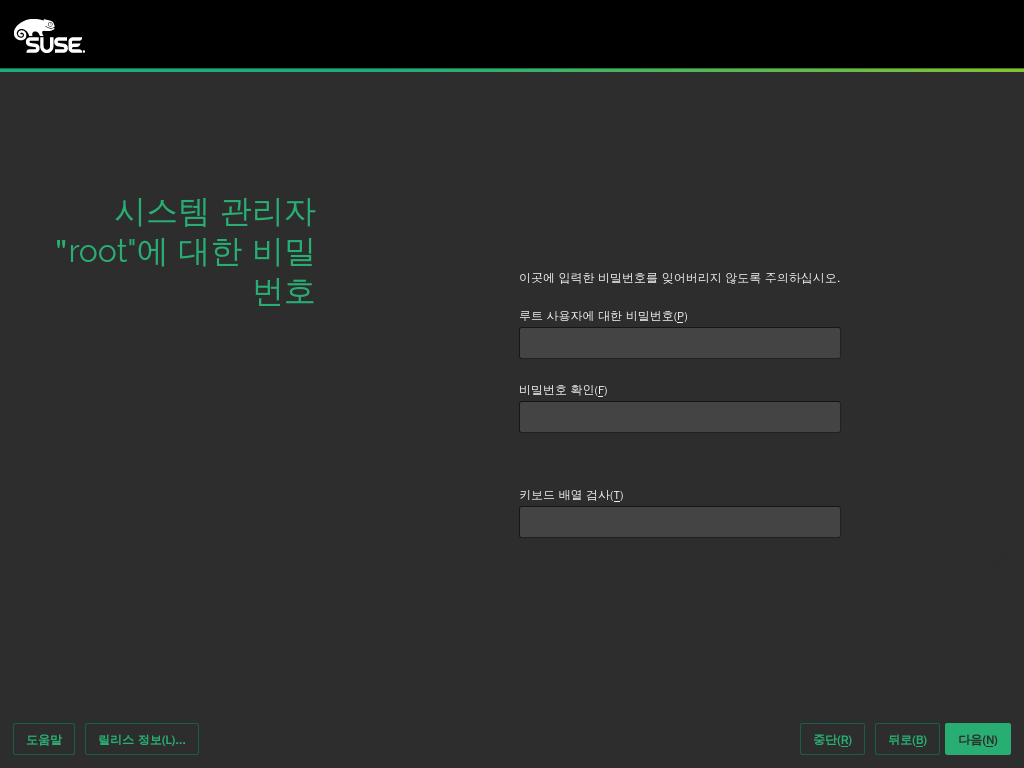 SUSE.
시스템 관리자
"root"에 대한 비밀
번호
이곳에 입력한 비밀번호를 잊어버리지 않도록 주의하십시오.
루트 사용자에 대한 비밀번호(P)
비밀번호 확인(F)
키보드 배열 검사(T)
도움말
릴리스 정보(L)...
중단(R)
뒤로(B)
다음(N)